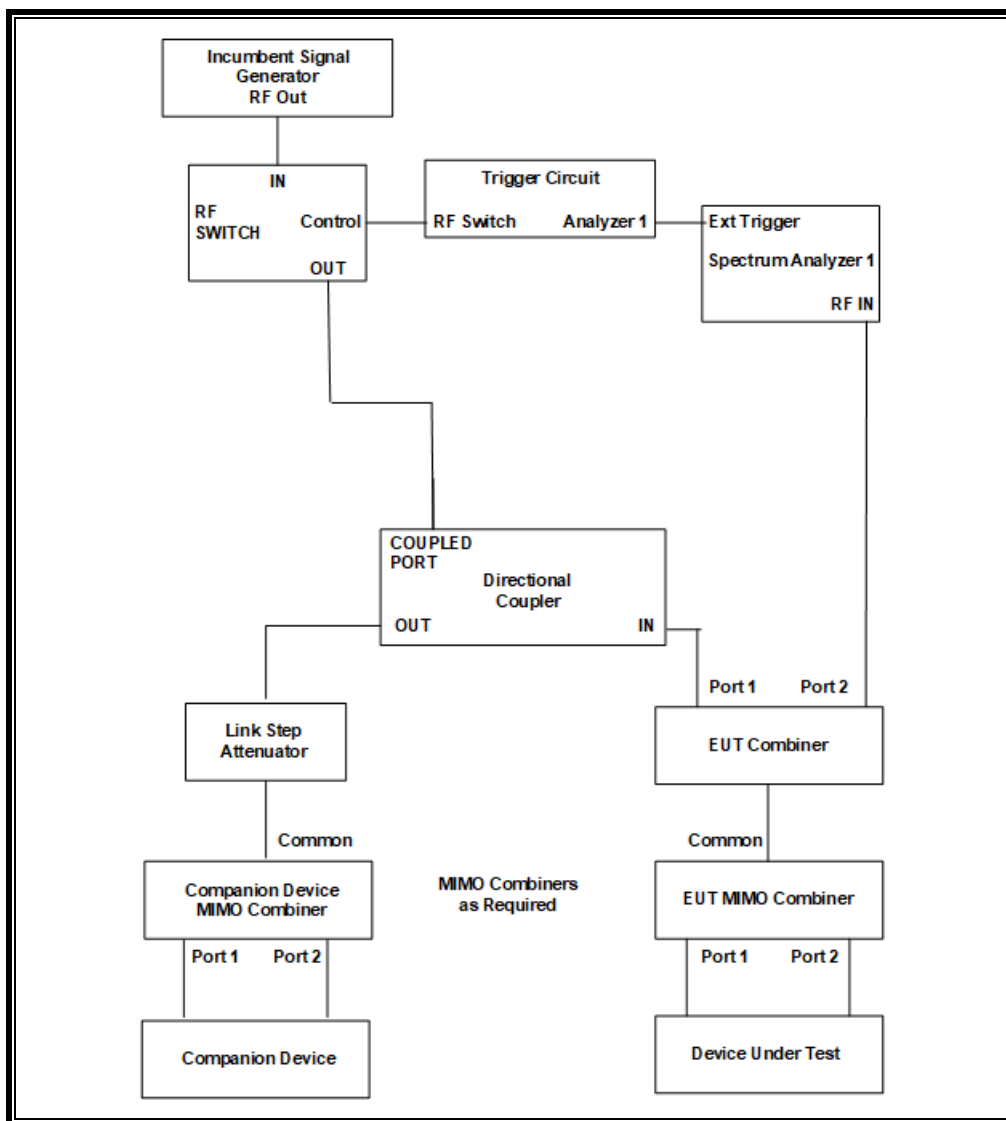 Incumbent Signal
Generator
RF Out
IN
RF
SWITCH
Control
OUT
Trigger Circuit
RF Switch
Analyzer 1
Ext Trigger
Spectrum Analyzer 1
RF IN
COUPLED
PORT
Directional
Coupler
OUT
IN
Port 1
Port 2
Link Step
Attenuator
EUT Combiner
Common
Common
Companion Device
MIMO Combiner
MIMO Combiners
as Required
EUT MIMO Combiner
Port 1
Port 2
Port 1
Port 2
Companion Device
Device Under Test